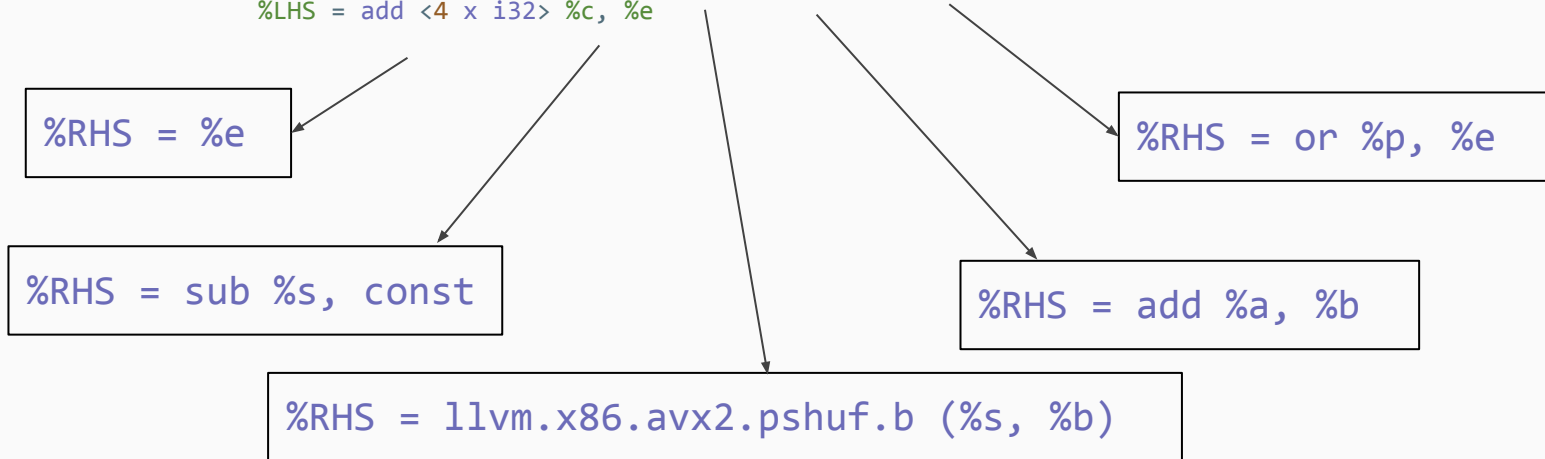 %LHS = add <4 x i32> %c, %e
%RHS = %e
%RHS = or %p, %e
%RHS = sub %s, const
%RHS = add %a, %b
%RHS = llvm.x86.avx2.pshuf.b (%s, %b)